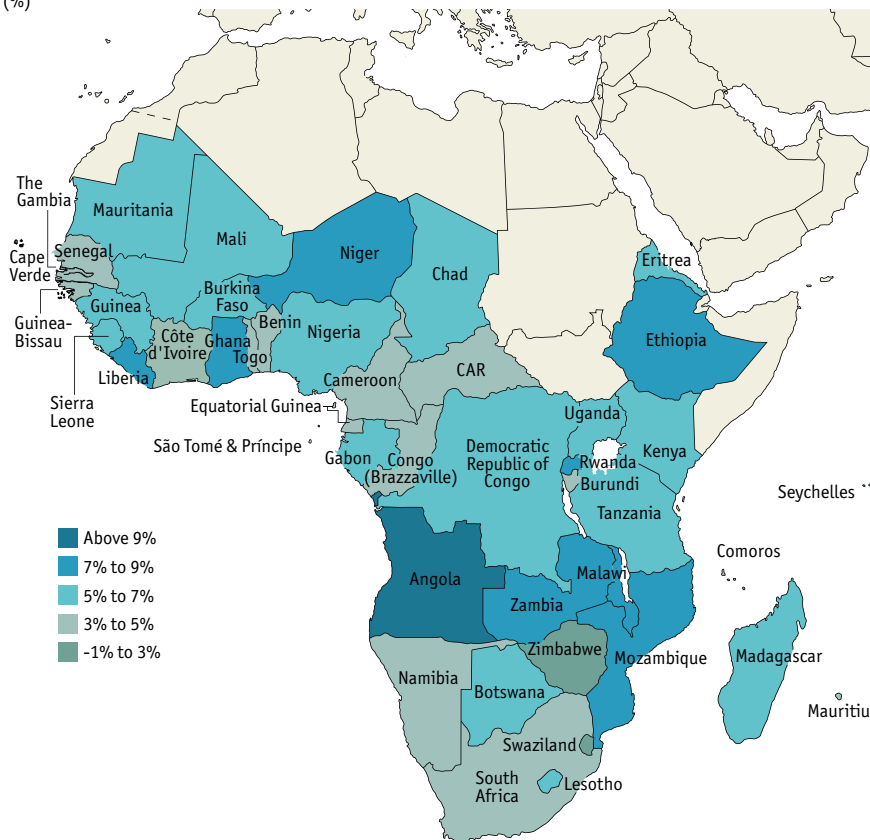 (%)
The
Gambia
Mauritania
Mali
Niger
Chad
Eritrea
Senegal
Cape
Verde
Burkina
Faso
Guinea
Guinea-
Bissau
Benin
Nigeria
Ethiopia
Côte
d'Ivoire
Ghana
Togo
Liberia
Sierra
Leone
Cameroon
CAR
Equatorial Guinea
Uganda
São Tomé & Príncipe
Gabon
Congo
(Brazzaville)
Democratic
Republic of
Congo
Kenya
Rwanda
Burundi
Seychelles
Tanzania
Above 9%
7% to 9%
5% to 7%
3% to 5%
-1% to 3%
Comoros
Angola
Malawi
Zambia
Zimbabwe
Mozambique
Madagascar
Namibia
Botswana
Mauritiu
Swaziland
South
Africa
Lesotho